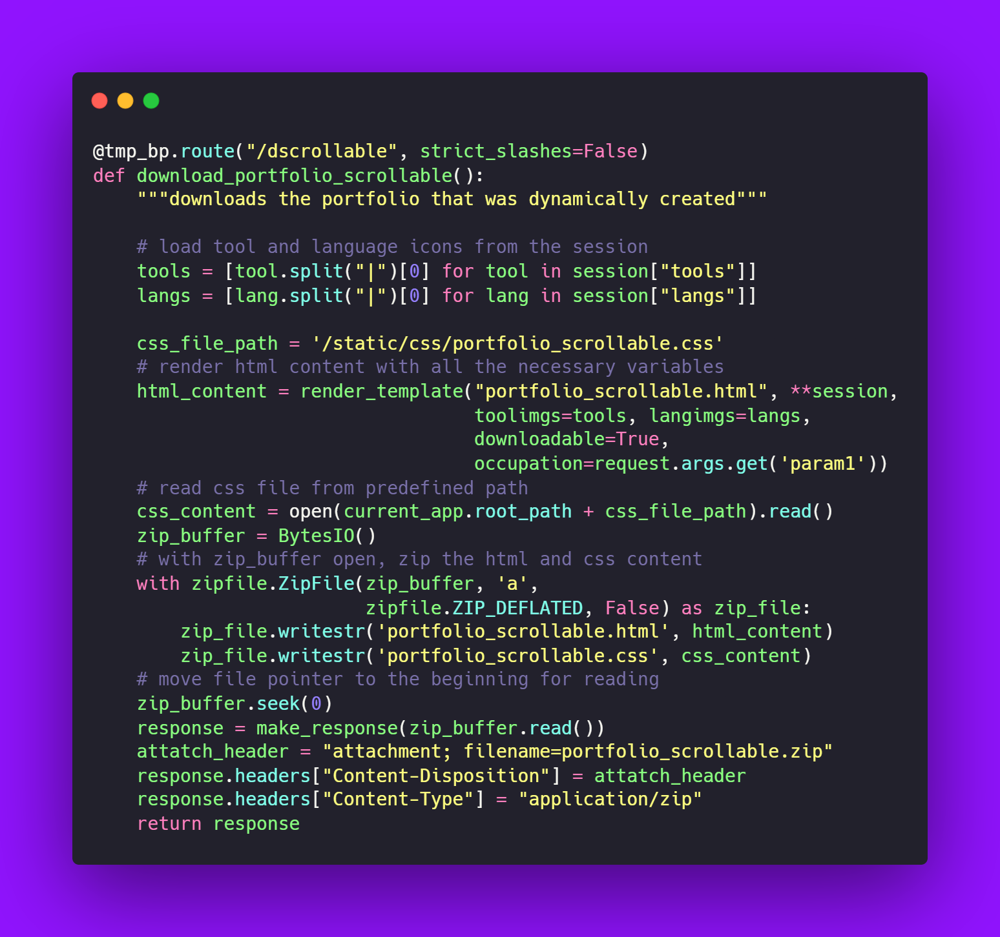 @tmp_bp.route("/dscrollable", strict_slashes=False)
def download_portfolio_scrollable():
    """downloads the portfolio that was dynamically created"""

    # load tool and language icons from the session
    tools = [tool.split("|")[0] for tool in session["tools"]]
    langs = [lang.split("|")[0] for lang in session["langs"]]

    css_file_path = '/static/css/portfolio_scrollable.css'
    # render html content with all the necessary variables
    html_content = render_template("portfolio_scrollable.html", **session,
                                   toolimgs=tools, langimgs=langs,
                                   downloadable=True,
                                   occupation=request.args.get('param1'))
    # read css file from predefined path
    css_content = open(current_app.root_path + css_file_path).read()
    zip_buffer = BytesIO()
    # with zip_buffer open, zip the html and css content
    with zipfile.ZipFile(zip_buffer, 'a',
                         zipfile.ZIP_DEFLATED, False) as zip_file:
        zip_file.writestr('portfolio_scrollable.html', html_content)
        zip_file.writestr('portfolio_scrollable.css', css_content)
    # move file pointer to the beginning for reading
    zip_buffer.seek(0)
    response = make_response(zip_buffer.read())
    attatch_header = "attachment; filename=portfolio_scrollable.zip"
    response.headers["Content-Disposition"] = attatch_header
    response.headers["Content-Type"] = "application/zip"
    return response